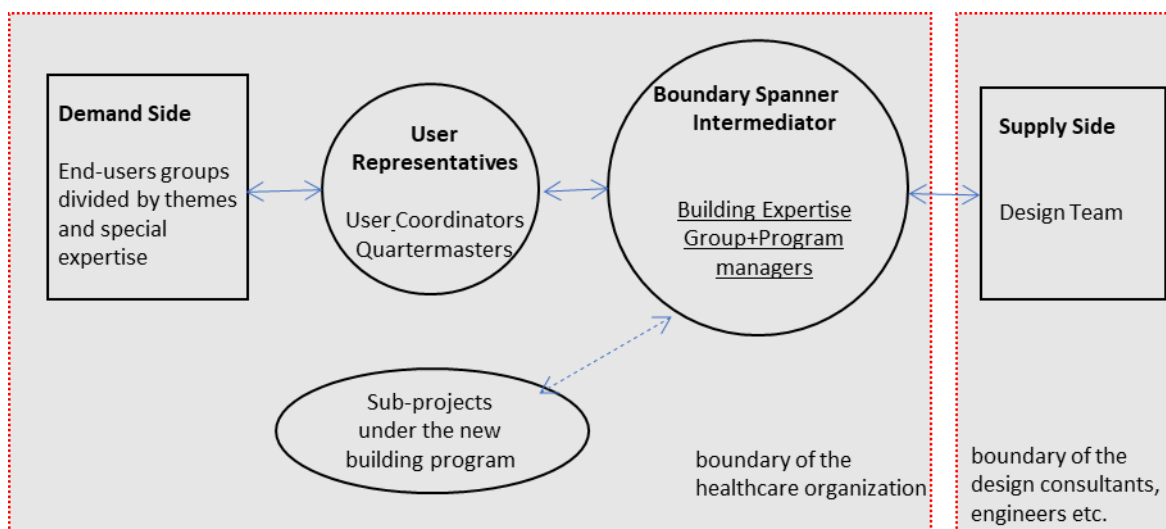 Demand Side
End-users groups
divided by themes
and special
expertise
User
Representatives
User Coordinators
Quartermasters
Boundary Spanner
Intermediator
Building Expertise
Group+Program
managers
Supply Side
Design Team
Sub-projects
under the new
building program
boundary of the
healthcare organization
boundary of the
design consultants,
engineers etc.